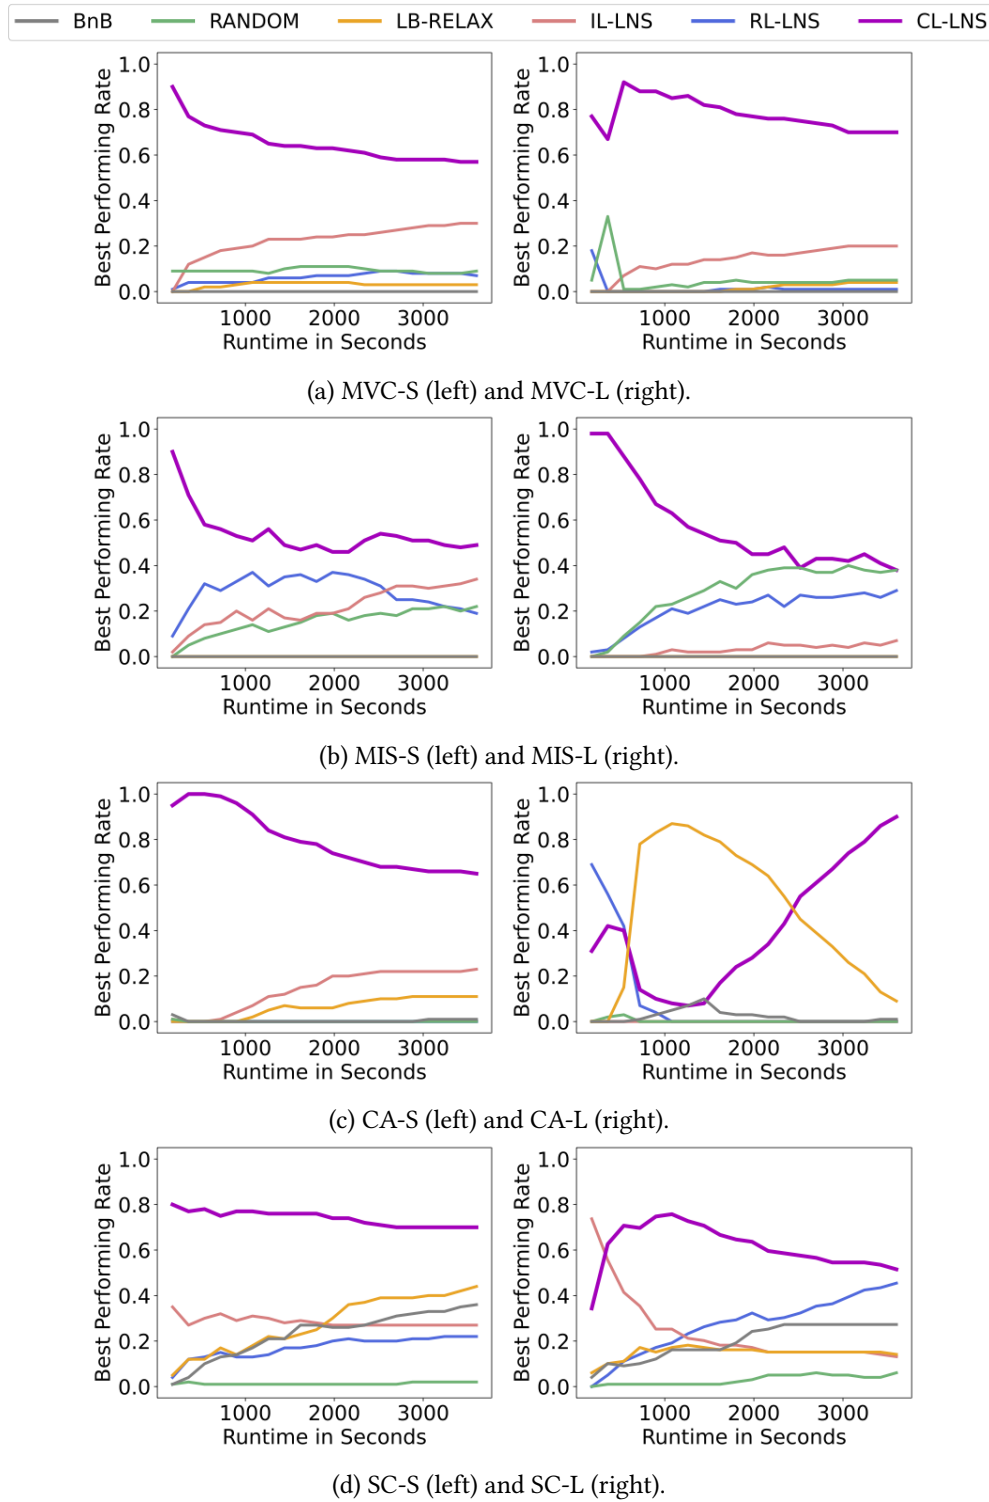 BnB RANDOM LB-RELAX IL-LNS RL-LNS CL-LNS
Best Performing Rate
1.0
0.8
0.6
0.4
0.2
0.0
1000 2000 3000
Runtime in Seconds
Best Performing Rate
1.0
0.8
0.6
0.4
0.2
0.0
1000 2000 3000
Runtime in Seconds
(a) MVC-S (left) and MVC-L (right).
Best Performing Rate
1.0
0.8
0.6
0.4
0.2
0.0
1000 2000 3000
Runtime in Seconds
Best Performing Rate
1.0
0.8
0.6
0.4
0.2
0.0
1000 2000 3000
Runtime in Seconds
(b) MIS-S (left) and MIS-L (right).
Best Performing Rate
1.0
0.8
0.6
0.4
0.2
0.0
1000 2000 3000
Runtime in Seconds
Best Performing Rate
1.0
0.8
0.6
0.4
0.2
0.0
1000 2000 3000
Runtime in Seconds
(c) CA-S (left) and CA-L (right).
Best Performing Rate
1.0
0.8
0.6
0.4
0.2
0.0
1000 2000 3000
Runtime in Seconds
Best Performing Rate
1.0
0.8
0.6
0.4
0.2
0.0
1000 2000 3000
Runtime in Seconds
(d) SC-S (left) and SC-L (right).